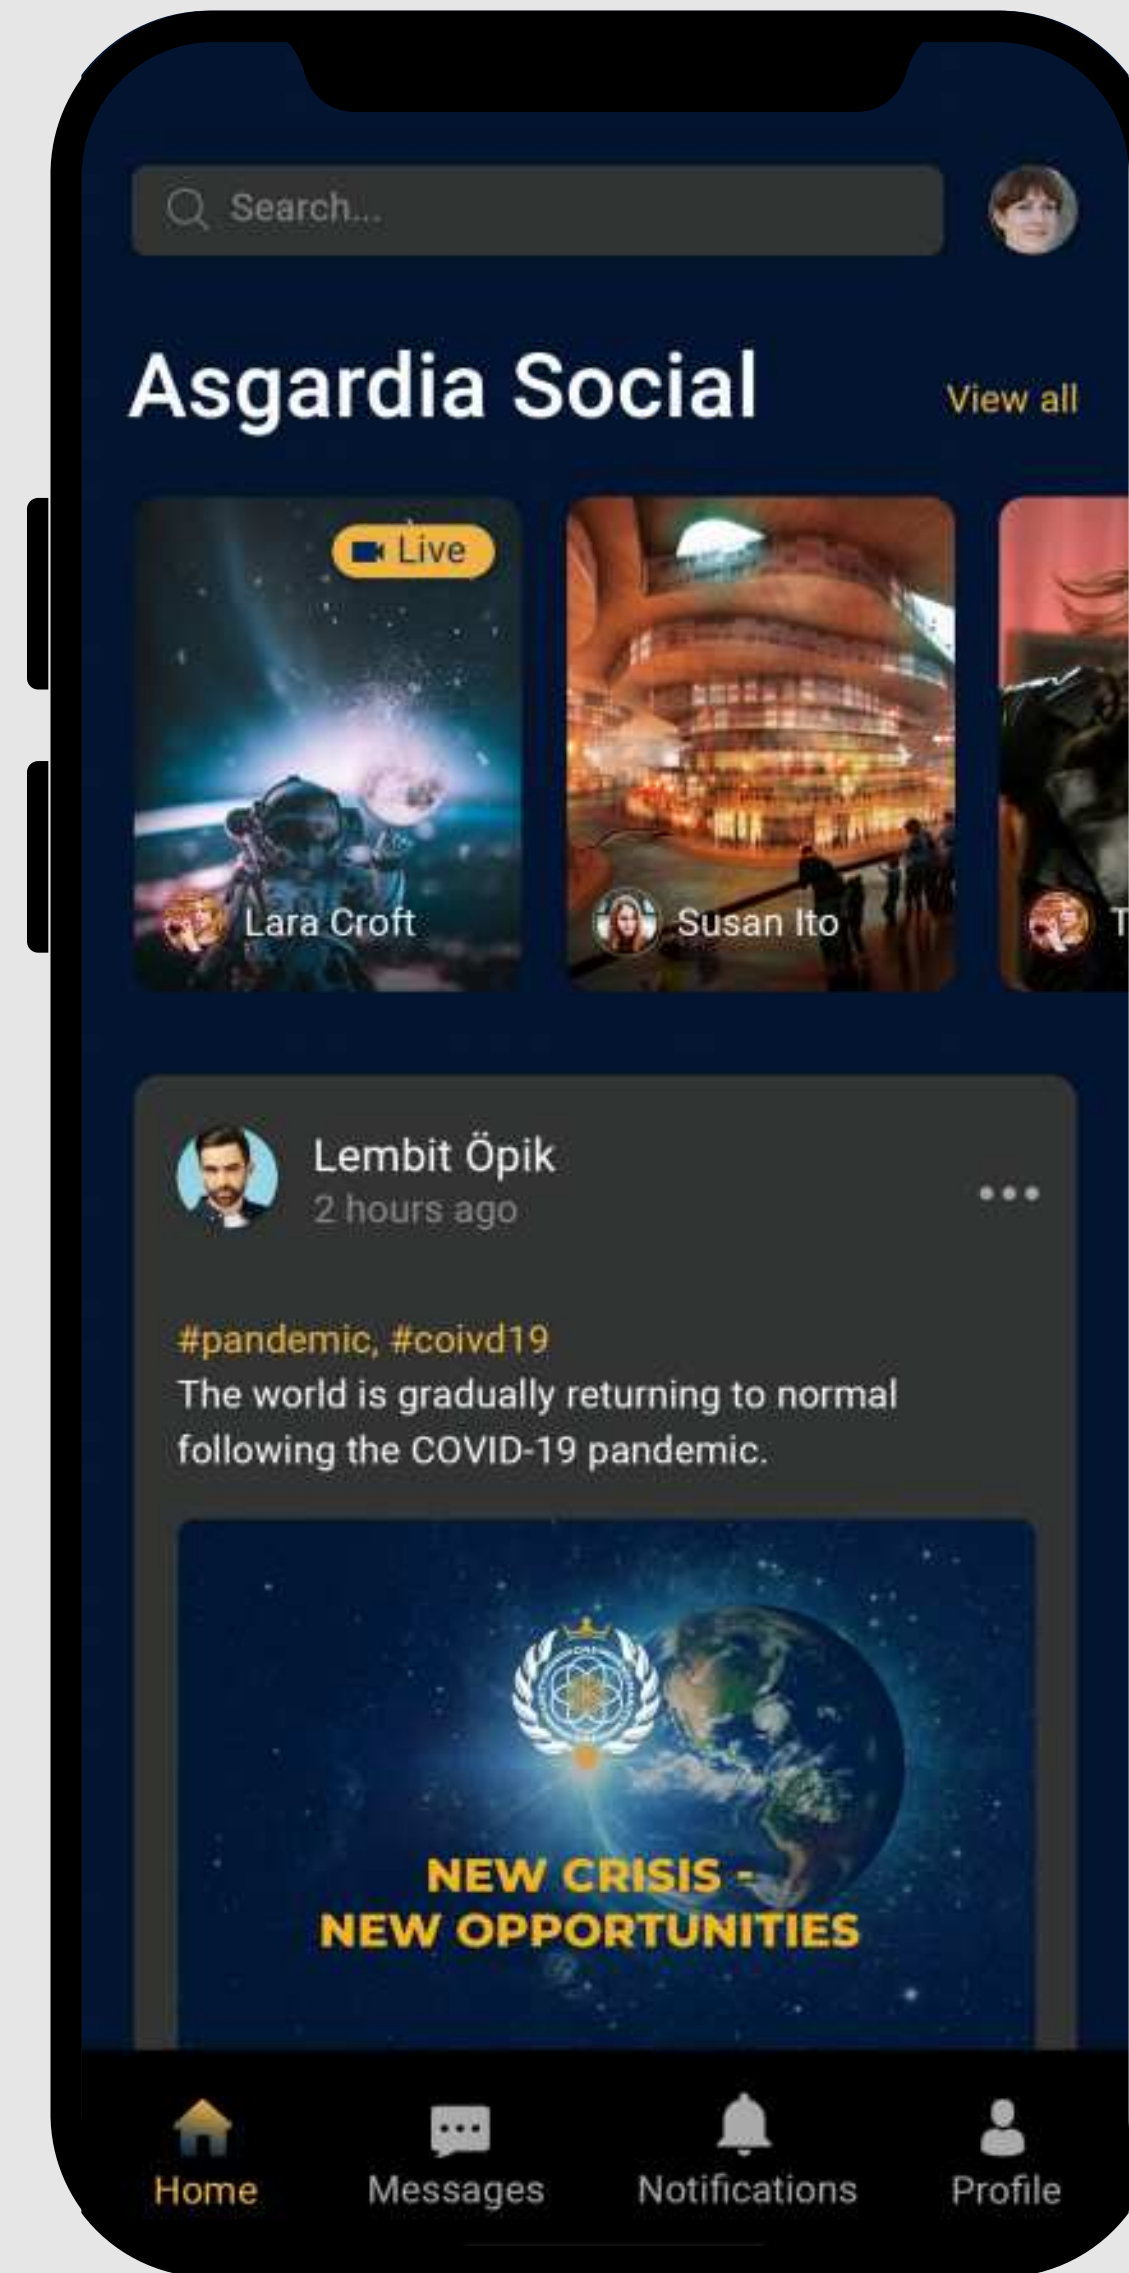 Search...
Asgardia Social
View all
Live
Lara Croft
Susan Ito
T
Lembit Öpik
2 hours ago
#pandemic, #coivd19
The world is gradually returning to normal
following the COVID-19 pandemic.
NEW CRISIS -
NEW OPPORTUNITIES
Home
Messages
Notifications
Profile